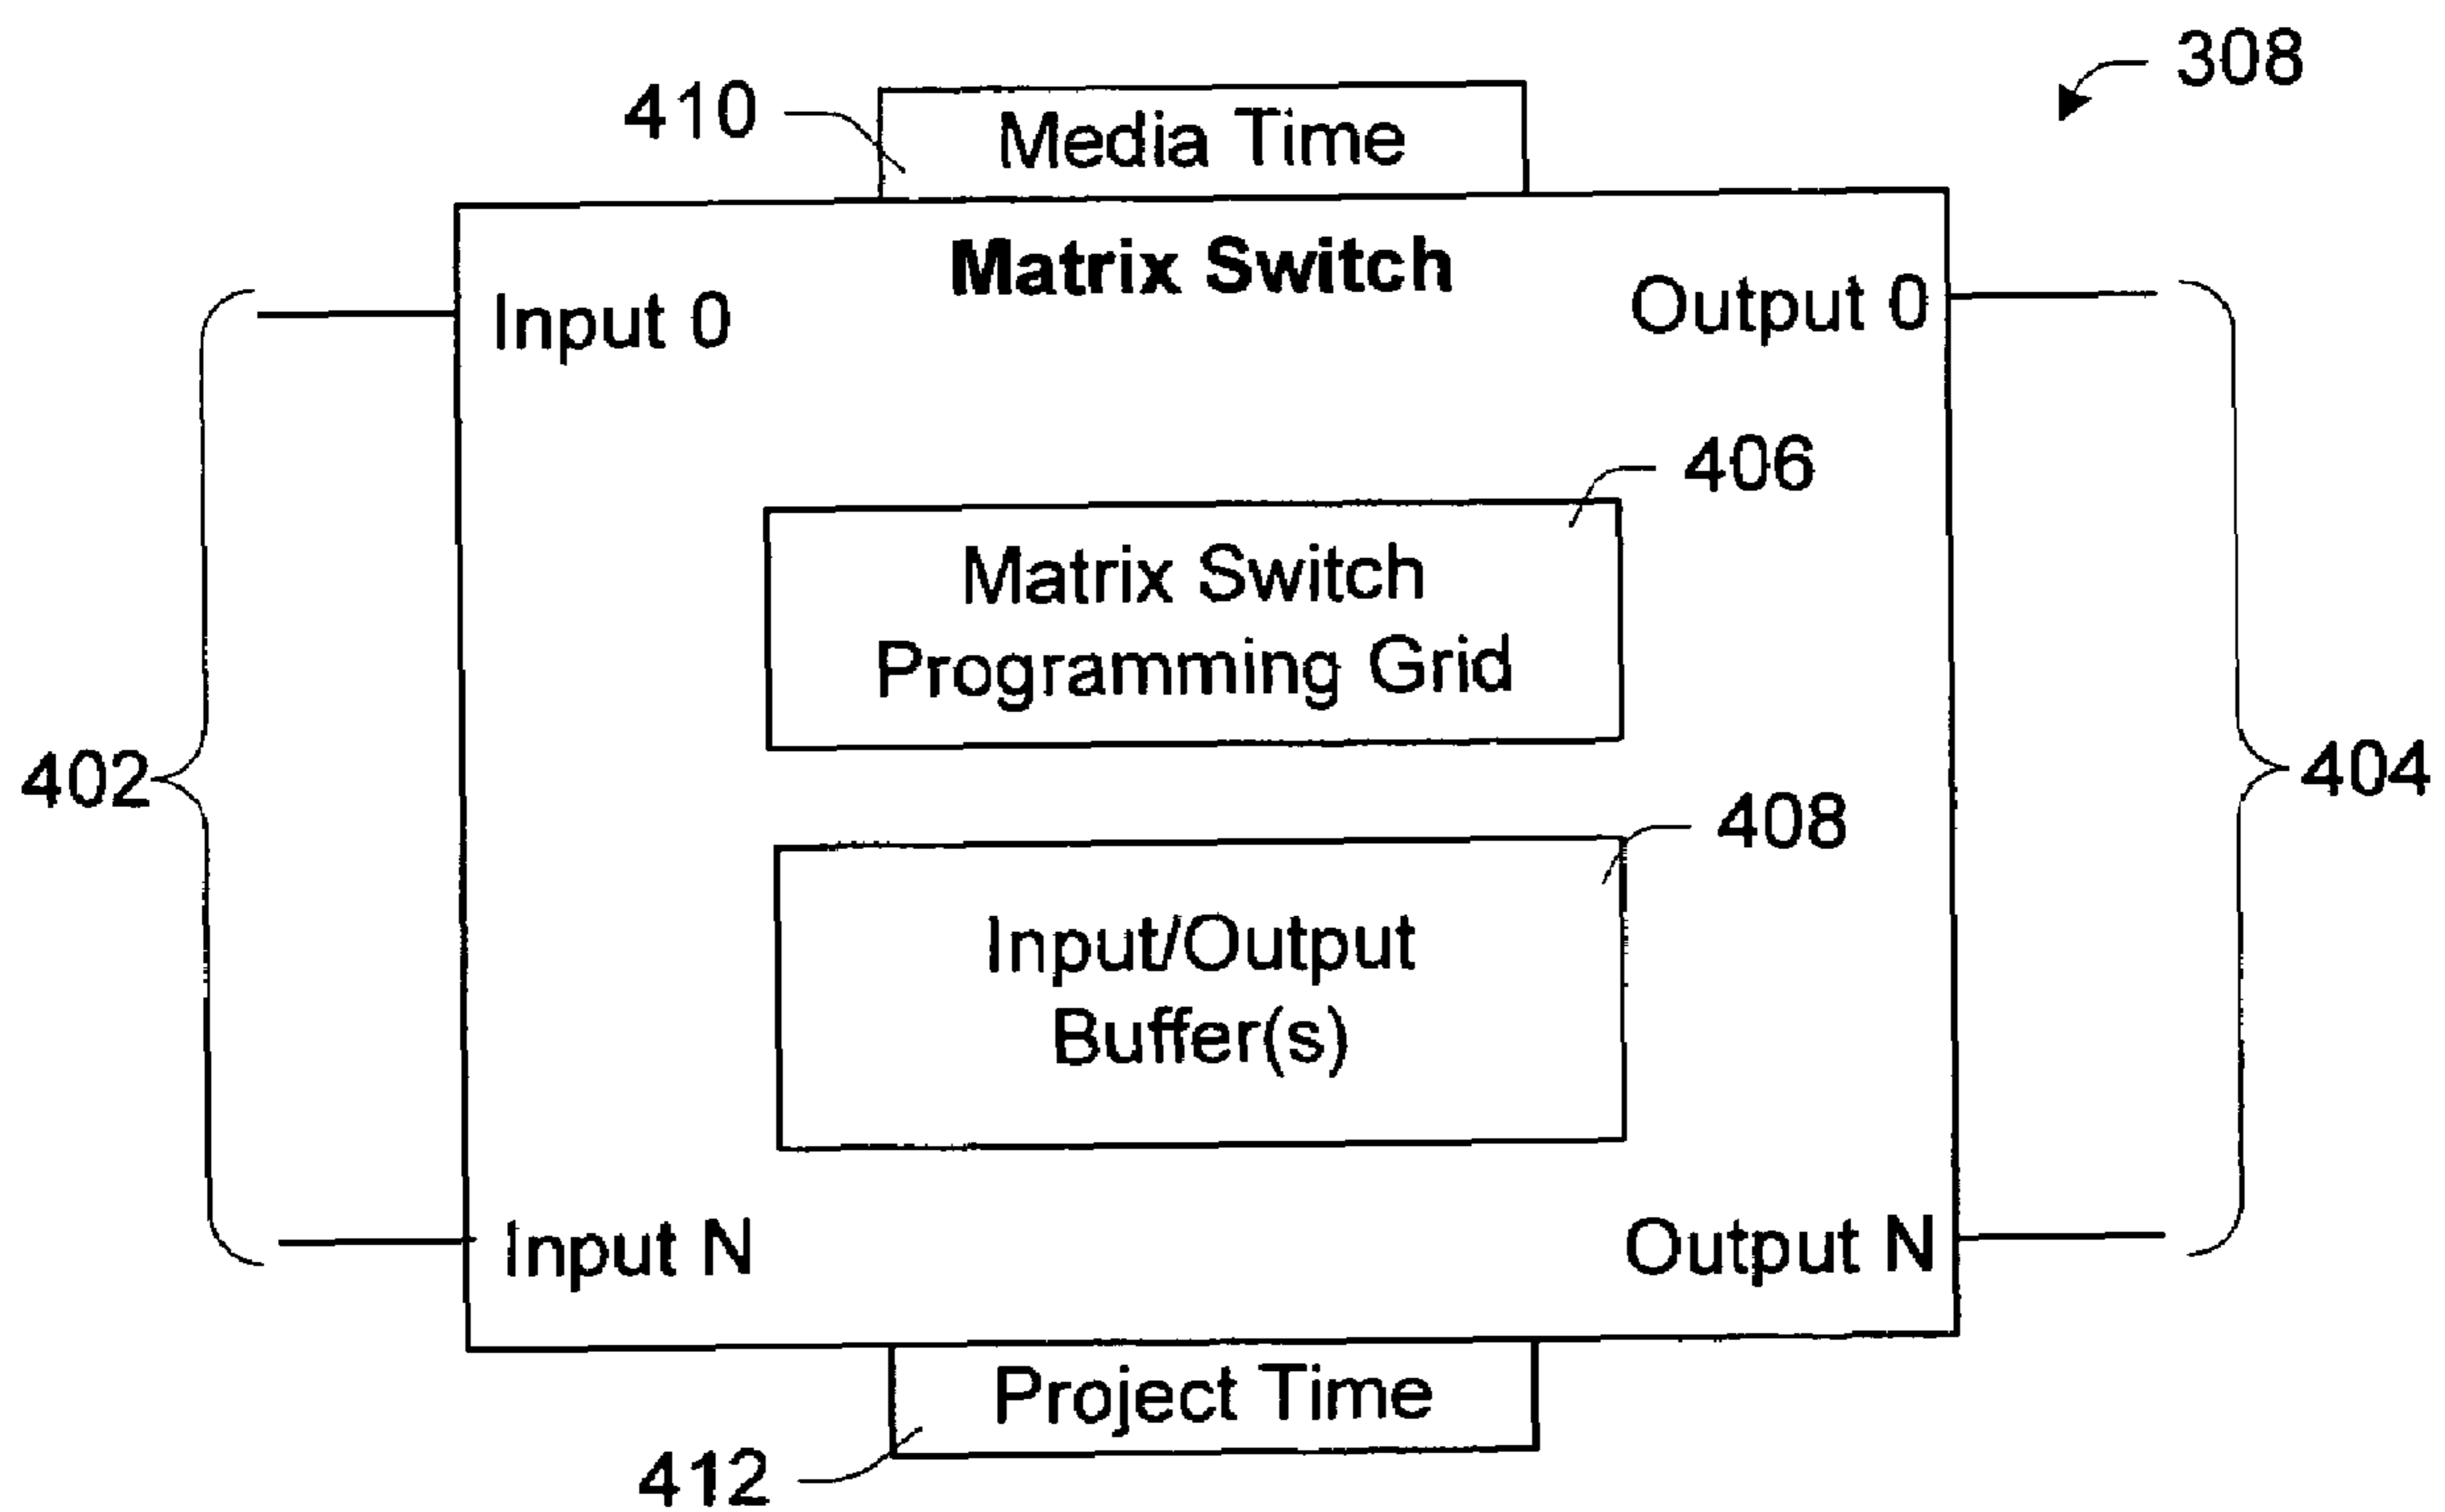 308
410
Media Time
Matrix Switch
Input 0
Output 0
406
Matrix Switch
Programming Grid
402
404
408
Input/Output
Buffer(s)
Input N
Output N
Project Time
412